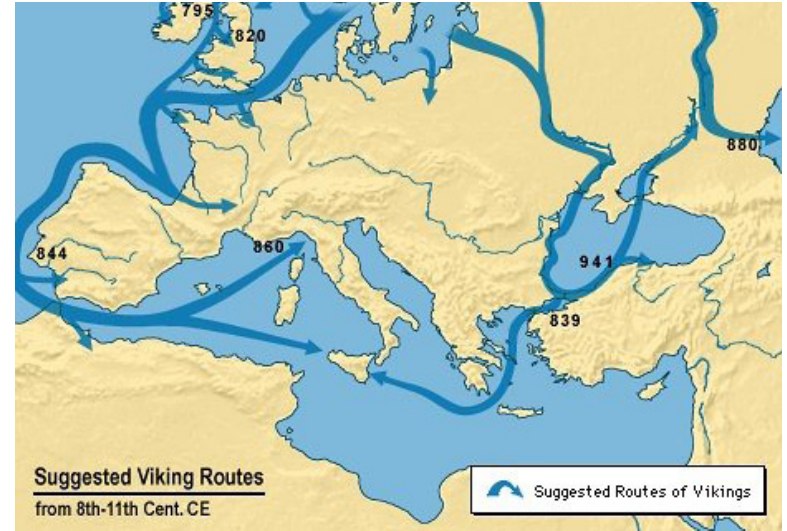 795
820
880
844
860
941
839
Suggested Viking Routes
from 8th-11th Cent. CE
Suggested Routes of Vikings